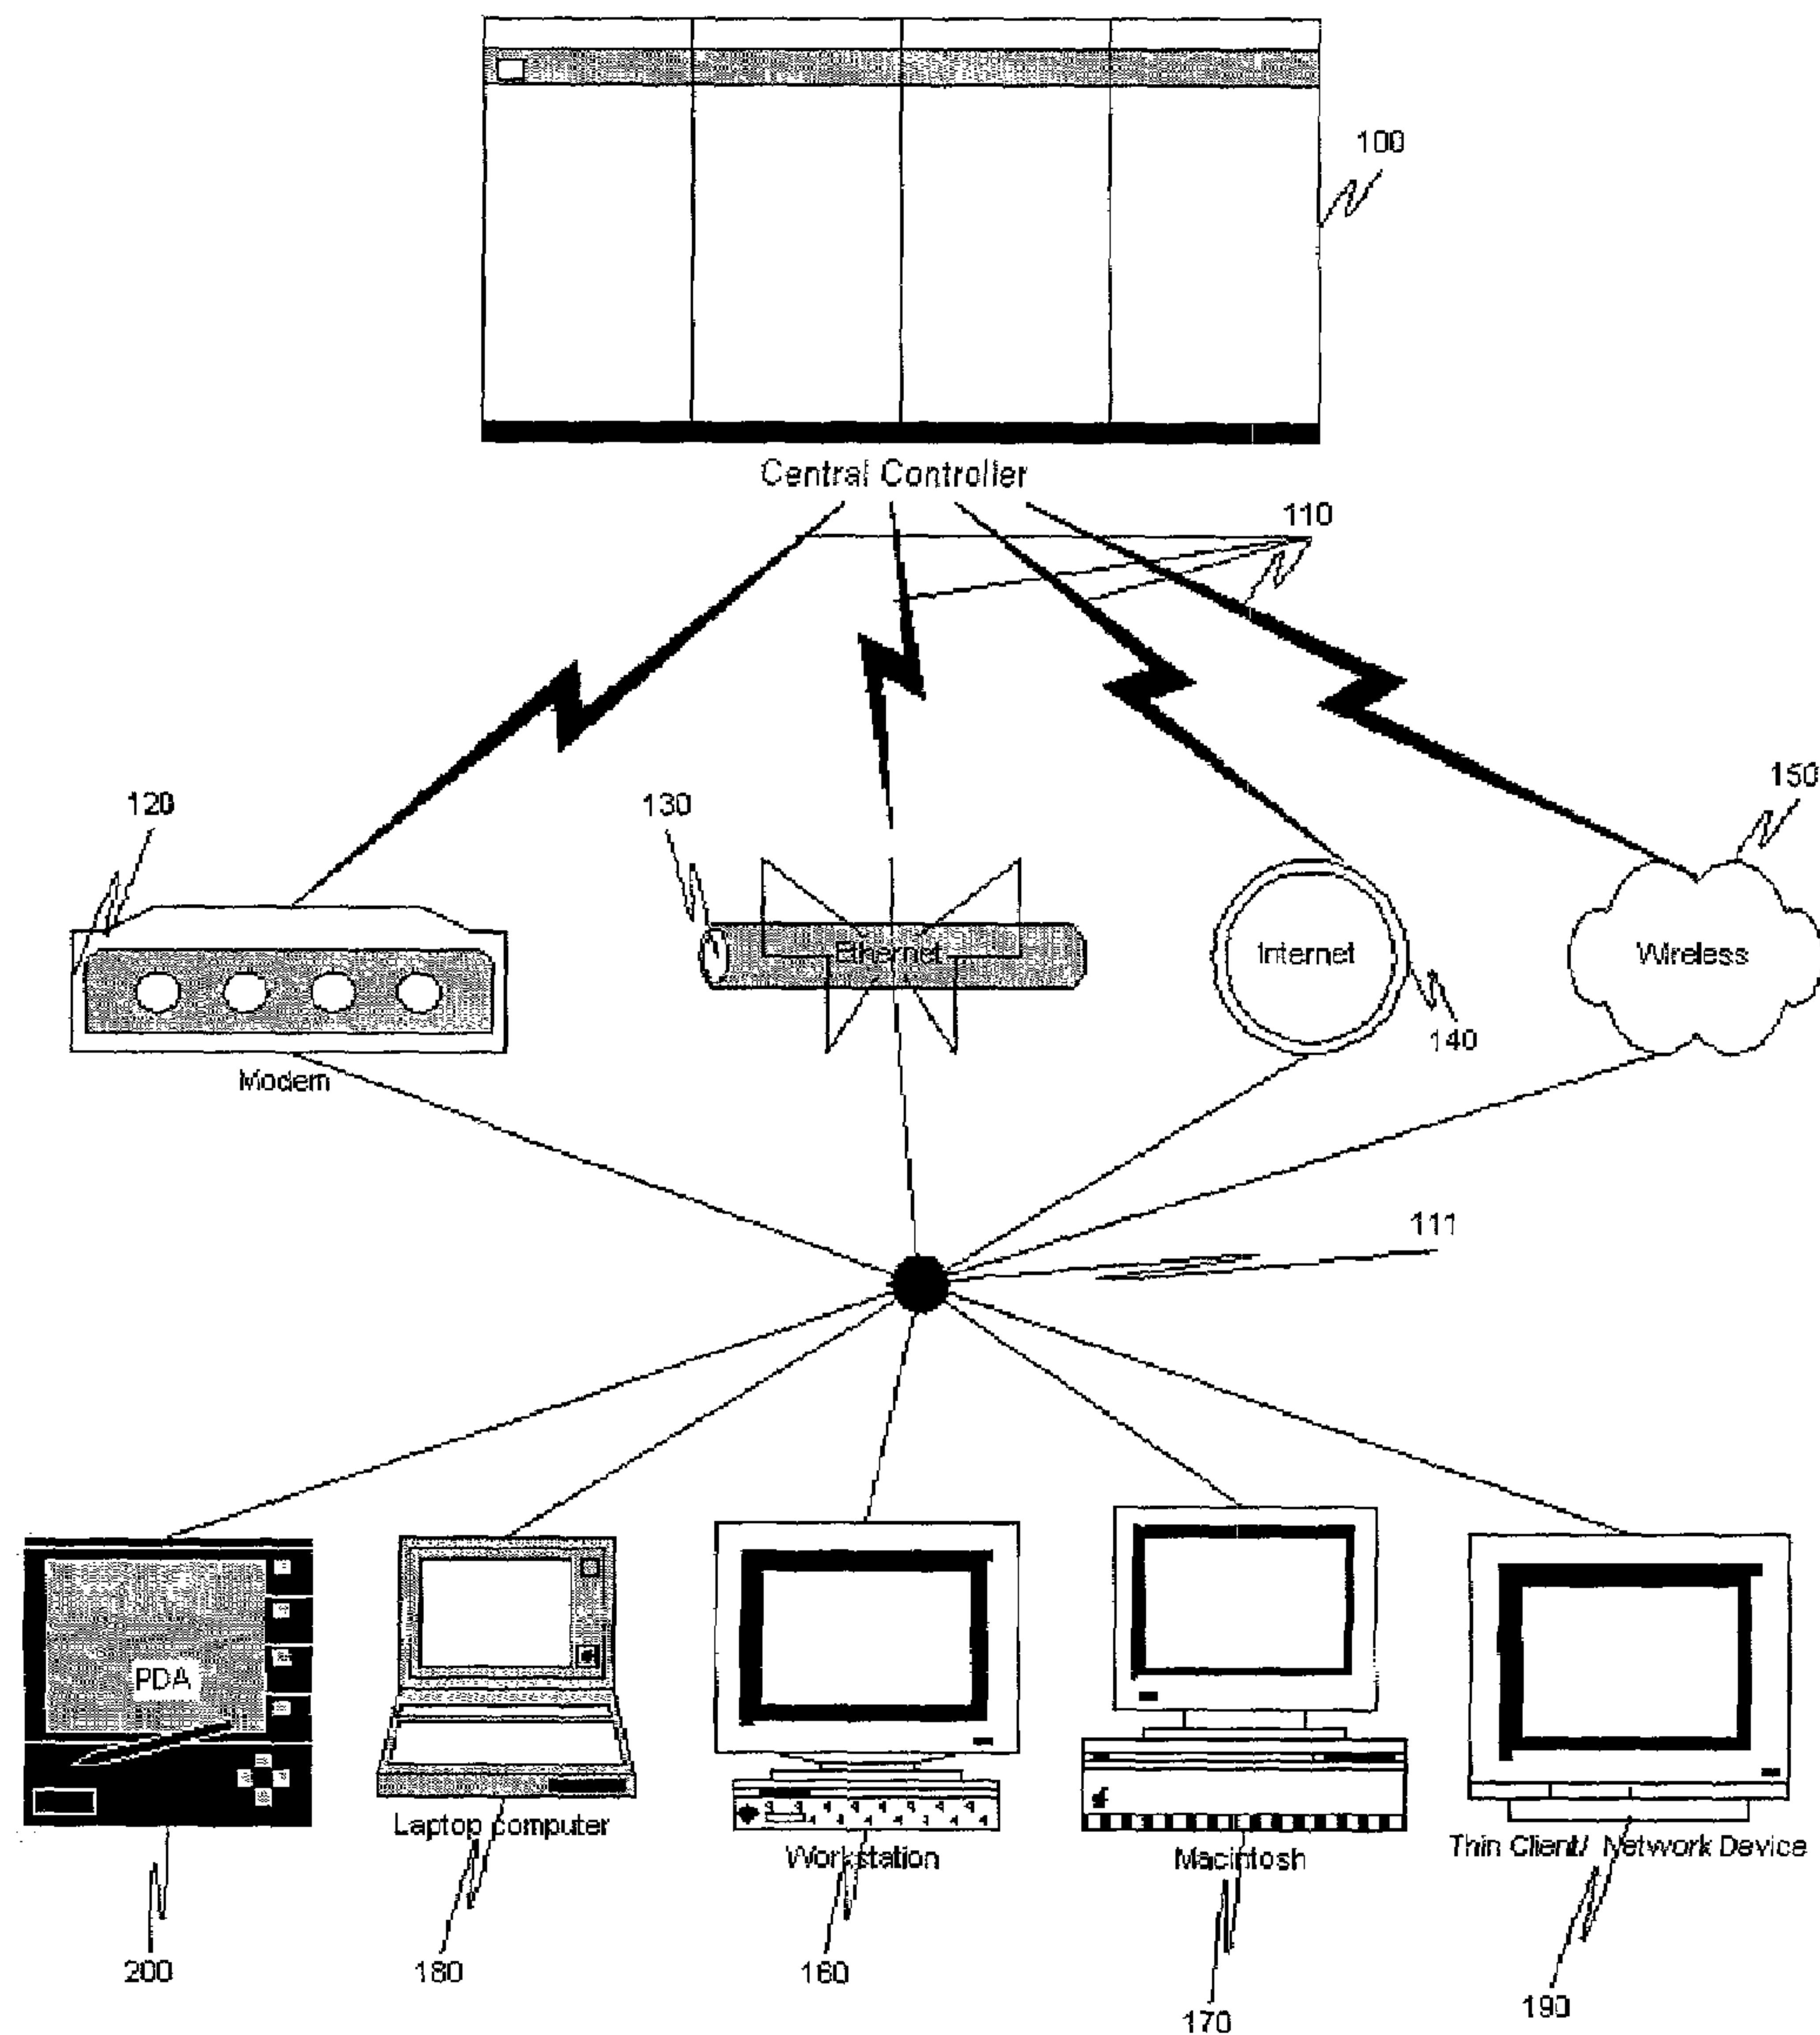 100
Central Controller
110
120
130
150
Ethernet
Internet
Wireless
140
Modem
111
PDA
Laptop computer
Workstation
Macintosh
Thin Client/ Network Device
200
180
160
170
190